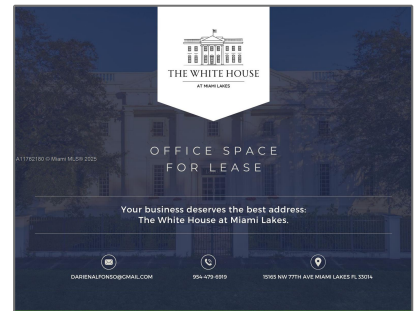 THE WHITE HOUSE
AT MIAMI LAKES
OFFICE SPACE
FOR LEASE
A11762180 © Miami MLS® 2025
Your business deserves the best address:
The White House at Miami Lakes.
DARIENALFONSO@GMAIL.COM
954-479-6919
15165 NW 77TH AVE MIAMI LAKES FL 33014